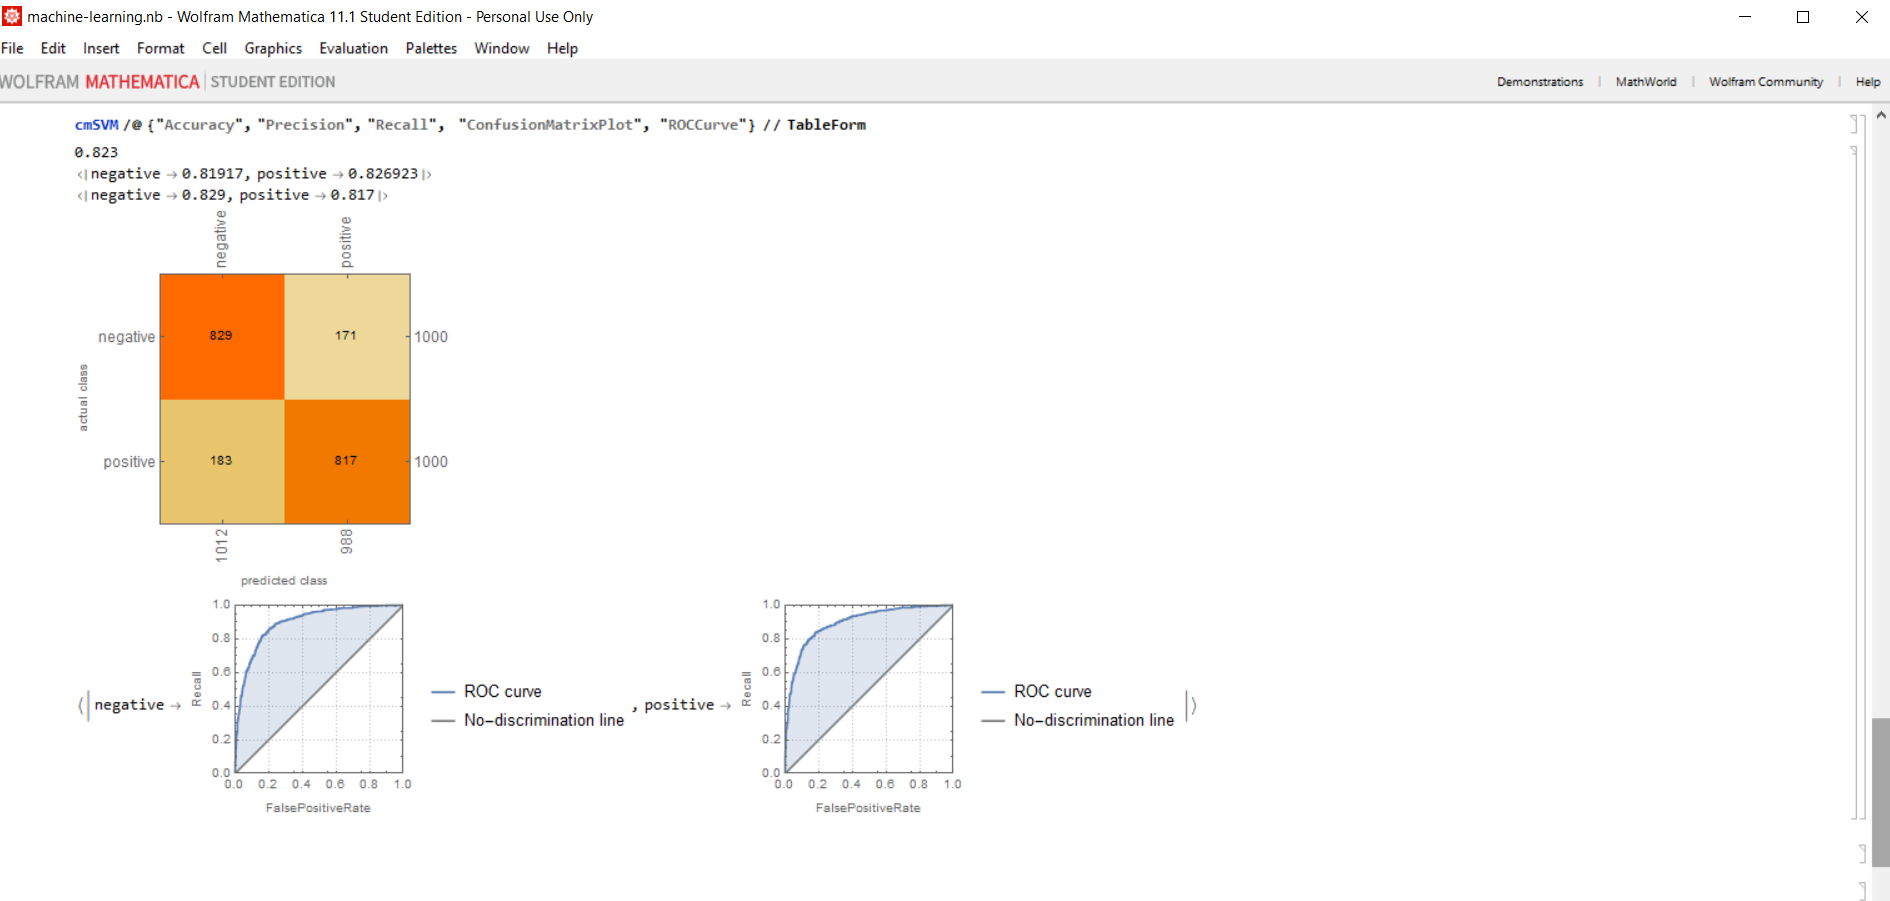 machine-learning.nb - Wolfram Mathematica 11.1 Student Edition - Personal Use Only
File Edit Insert Format Cell Graphics Evaluation Palettes Window Help
WOLFRAM MATHEMATICA | STUDENT EDITION
Demonstrations | MathWorld | Wolfram Community | Help
cmSVM /@ {"Accuracy", "Precision", "Recall", "ConfusionMatrixPlot", "ROCCurve"} // TableForm
0.823
<|negative → 0.81917, positive → 0.826923|>
<|negative → 0.829, positive → 0.817|>
negative positive
negative 829 171 1000
actual class
positive 183 817 1000
1012 988
predicted class
<|negative →
1.0
0.8
0.6
0.4
0.2
0.0
Recall
0.0 0.2 0.4 0.6 0.8 1.0
FalsePositiveRate
ROC curve
No-discrimination line
, positive →
1.0
0.8
0.6
0.4
0.2
0.0
Recall
0.0 0.2 0.4 0.6 0.8 1.0
FalsePositiveRate
ROC curve
No-discrimination line
|>